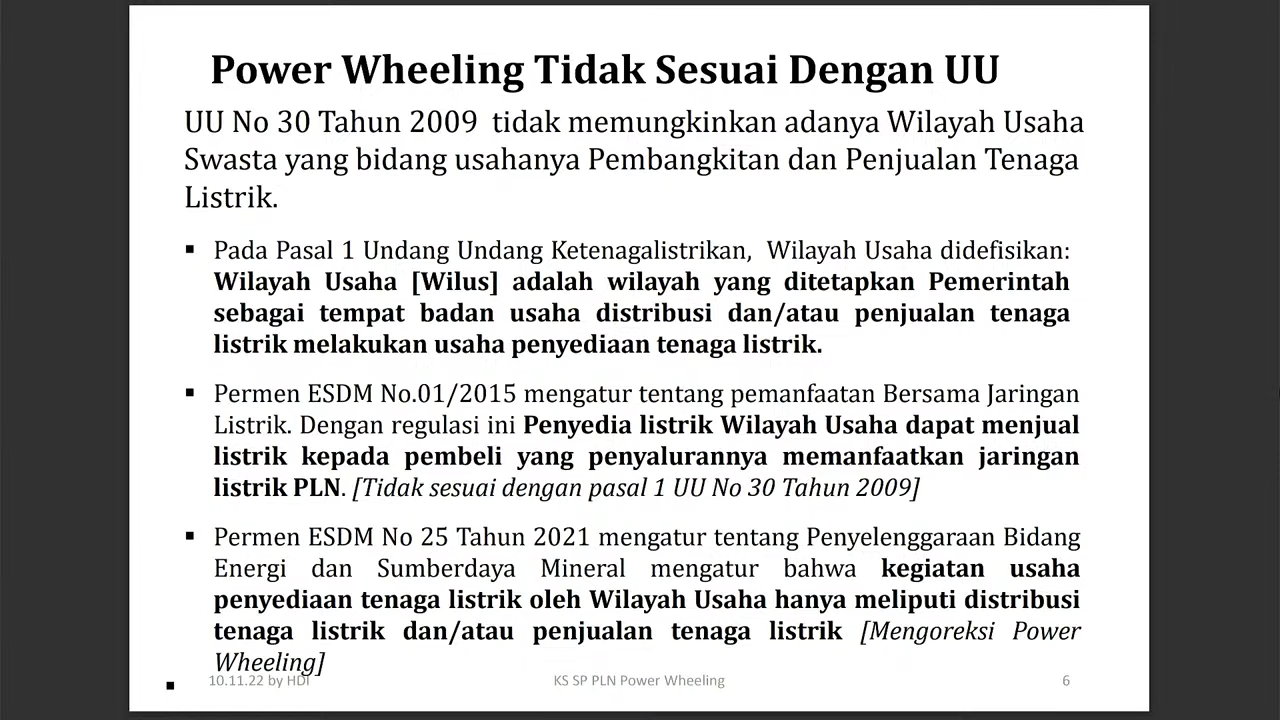 Power Wheeling Tidak Sesuai Dengan UU
UU No 30 Tahun 2009 tidak memungkinkan adanya Wilayah Usaha
Swasta yang bidang usahanya Pembangkitan dan Penjualan Tenaga
Listrik.
▪ Pada Pasal 1 Undang Undang Ketenagalistrikan, Wilayah Usaha didefisikan:
Wilayah Usaha [Wilus] adalah wilayah yang ditetapkan Pemerintah
sebagai tempat badan usaha distribusi dan/atau penjualan tenaga
listrik melakukan usaha penyediaan tenaga listrik.
▪ Permen ESDM No.01/2015 mengatur tentang pemanfaatan Bersama Jaringan
Listrik. Dengan regulasi ini Penyedia listrik Wilayah Usaha dapat menjual
listrik kepada pembeli yang penyalurannya memanfaatkan jaringan
listrik PLN. [Tidak sesuai dengan pasal 1 UU No 30 Tahun 2009]
▪ Permen ESDM No 25 Tahun 2021 mengatur tentang Penyelenggaraan Bidang
Energi dan Sumberdaya Mineral mengatur bahwa kegiatan usaha
penyediaan tenaga listrik oleh Wilayah Usaha hanya meliputi distribusi
tenaga listrik dan/atau penjualan tenaga listrik [Mengoreksi Power
Wheeling]
▪ 10.11.22 by HDI KS SP PLN Power Wheeling 6